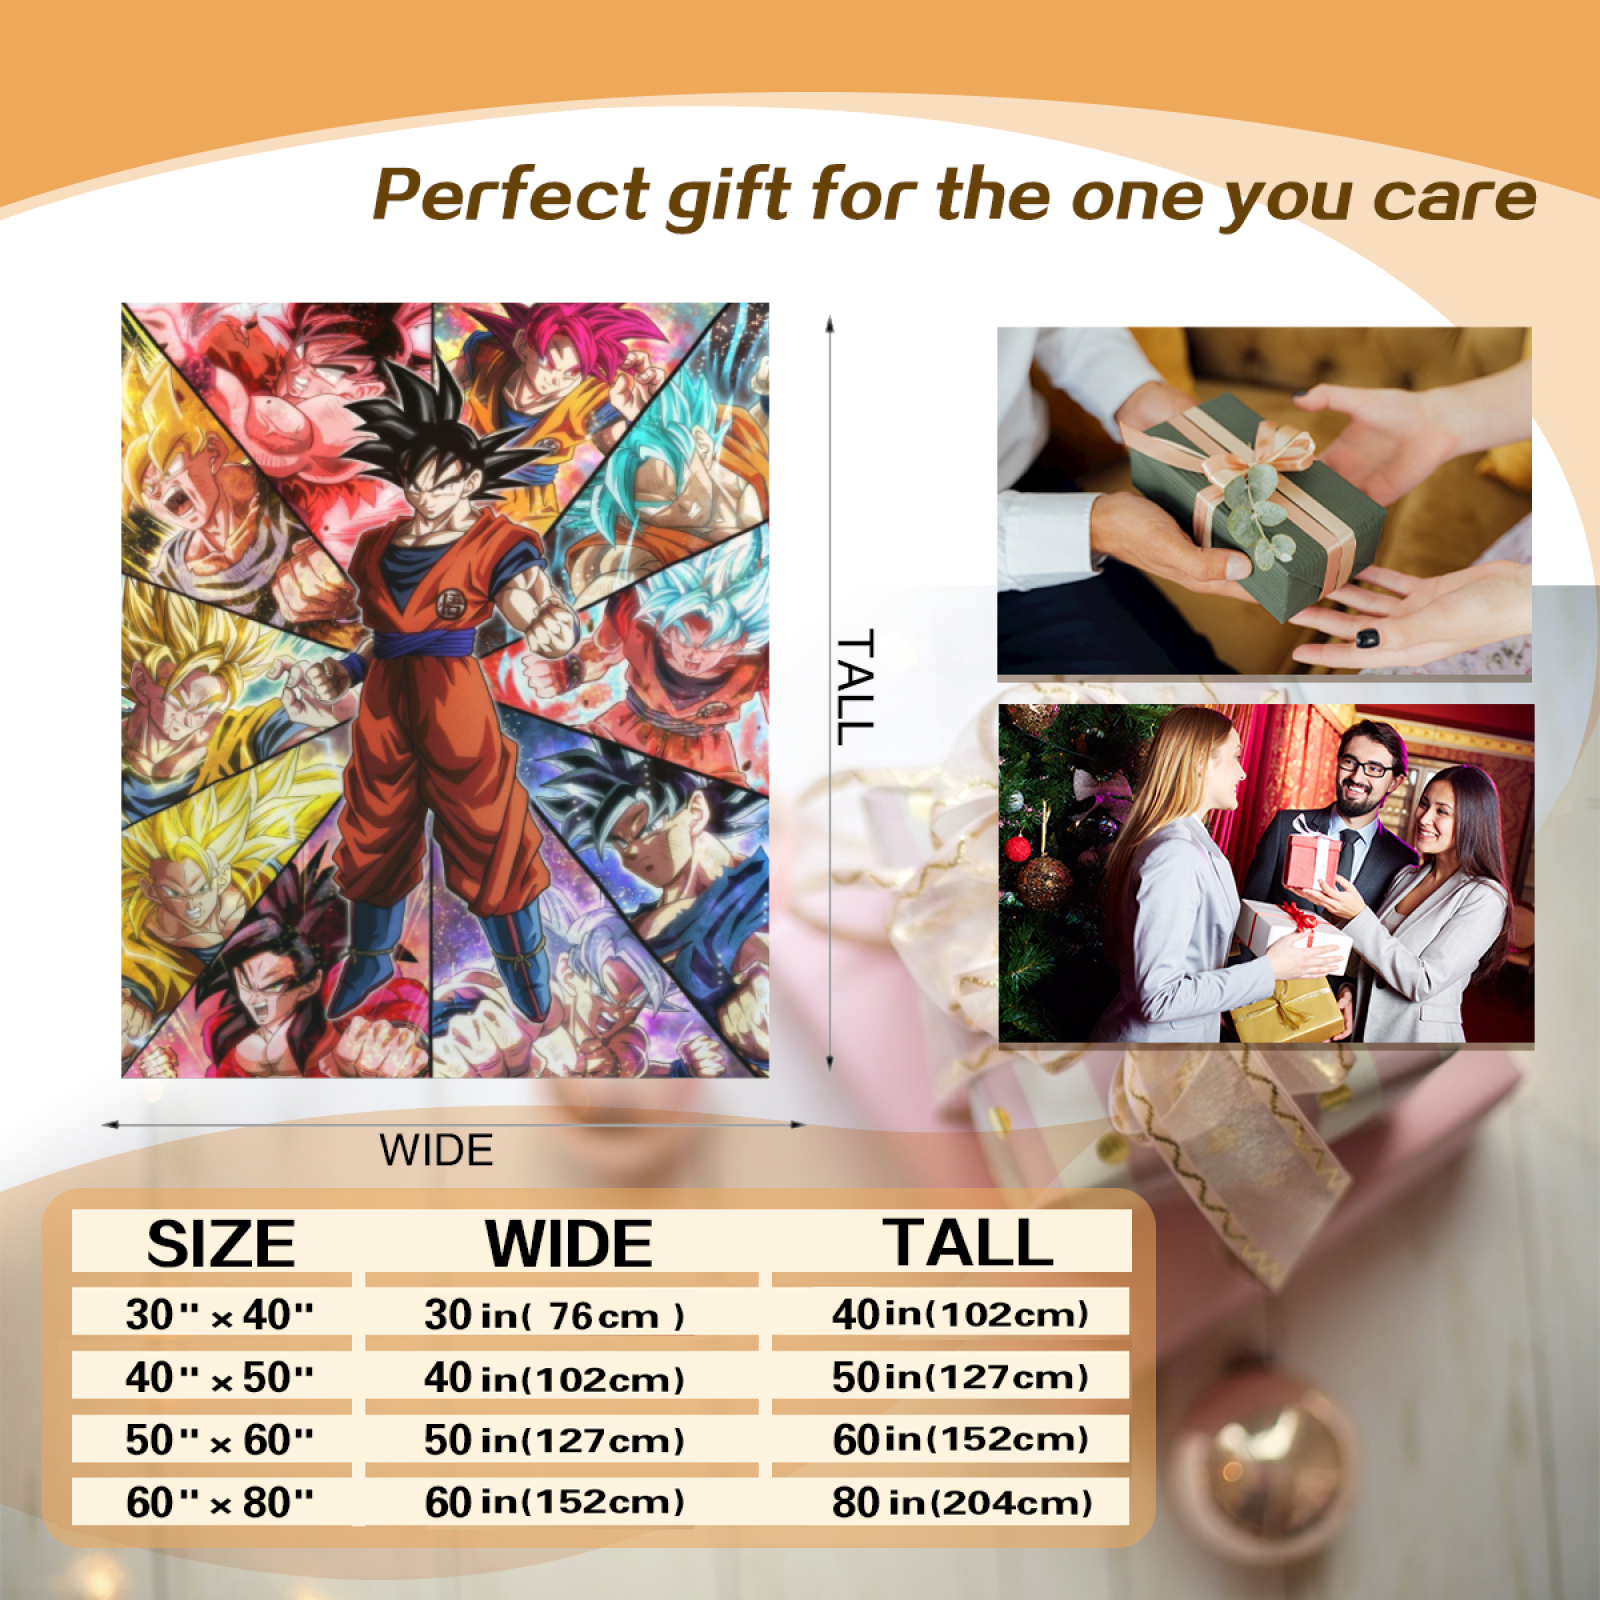 Perfect gift for the one you care
悟
TALL
WIDE
SIZE WIDE TALL
30" × 40" 30 in( 76cm ) 40in(102cm)
40" × 50" 40 in(102cm) 50in(127cm)
50" × 60" 50 in(127cm) 60in(152cm)
60" × 80" 60 in(152cm) 80 in(204cm)